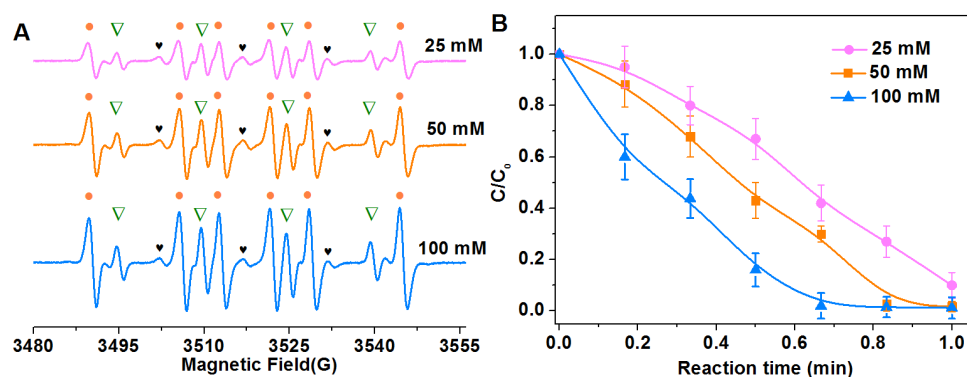 A
25 mM
50 mM
100 mM
3480 3495 3510 3525 3540 3555
Magnetic Field(G)
B
1.0
0.8
0.6
0.4
0.2
0.0
C/C0
25 mM
50 mM
100 mM
0.0 0.2 0.4 0.6 0.8 1.0
Reaction time (min)